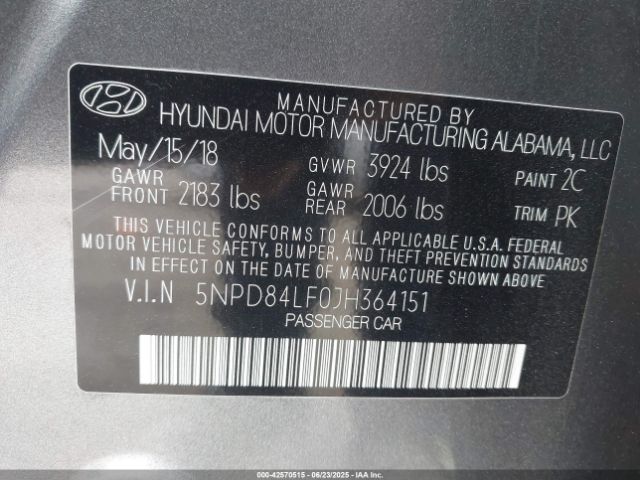 MANUFACTURED BY
HYUNDAI MOTOR MANUFACTURING ALABAMA, LLC
May/15/18 GVWR 3924 lbs PAINT 2C
GAWR FRONT 2183 lbs GAWR REAR 2006 lbs TRIM PK
THIS VEHICLE CONFORMS TO ALL APPLICABLE U.S.A. FEDERAL
MOTOR VEHICLE SAFETY, BUMPER, AND THEFT PREVENTION STANDARDS
IN EFFECT ON THE DATE OF MANUFACTURE SHOWN ABOVE
V.I.N 5NPD84LF0JH364151
PASSENGER CAR
000-42570515 - 06/23/2025 - IAAI.COM